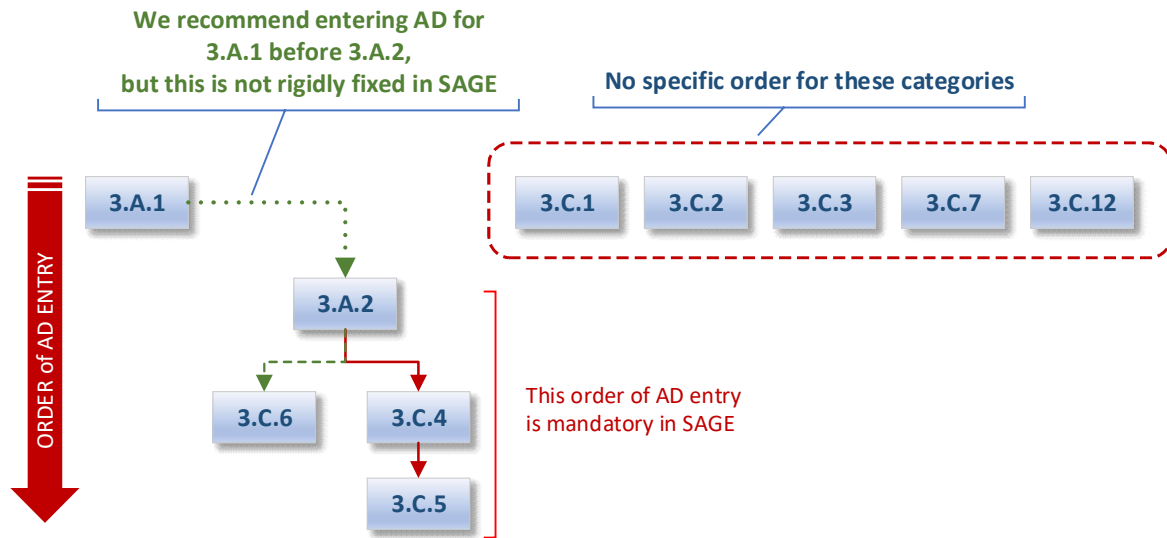 We recommend entering AD for
3.A.1 before 3.A.2,
but this is not rigidly fixed in SAGE
No specific order for these categories
3.A.1
3.C.1
3.C.2
3.C.3
3.C.7
3.C.12
3.A.2
3.C.6
3.C.4
3.C.5
This order of AD entry
is mandatory in SAGE
ORDER of AD ENTRY